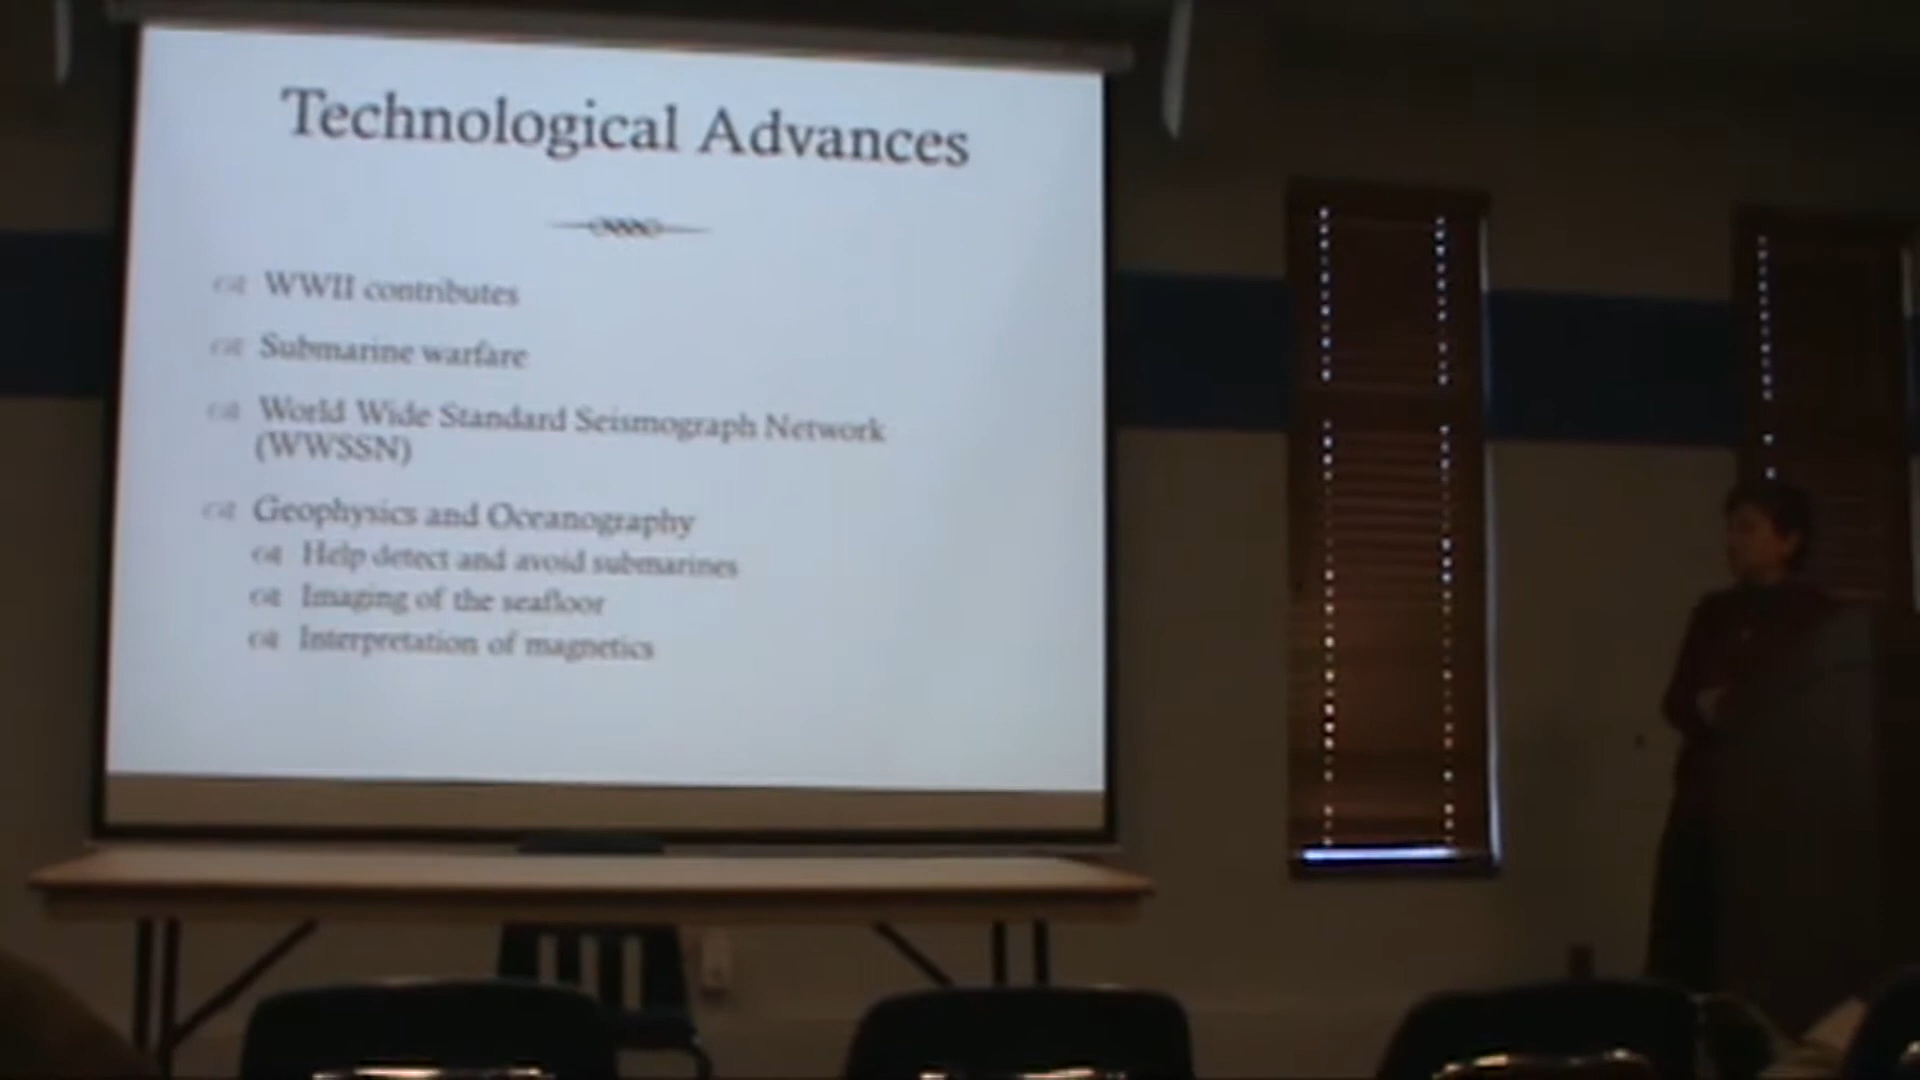 Technological Advances
WWII contributes
Submarine warfare
World Wide Standard Seismograph Network
(WWSSN)
Geophysics and Oceanography
Help detect and avoid submarines
Imaging of the seafloor
Interpretation of magnetics